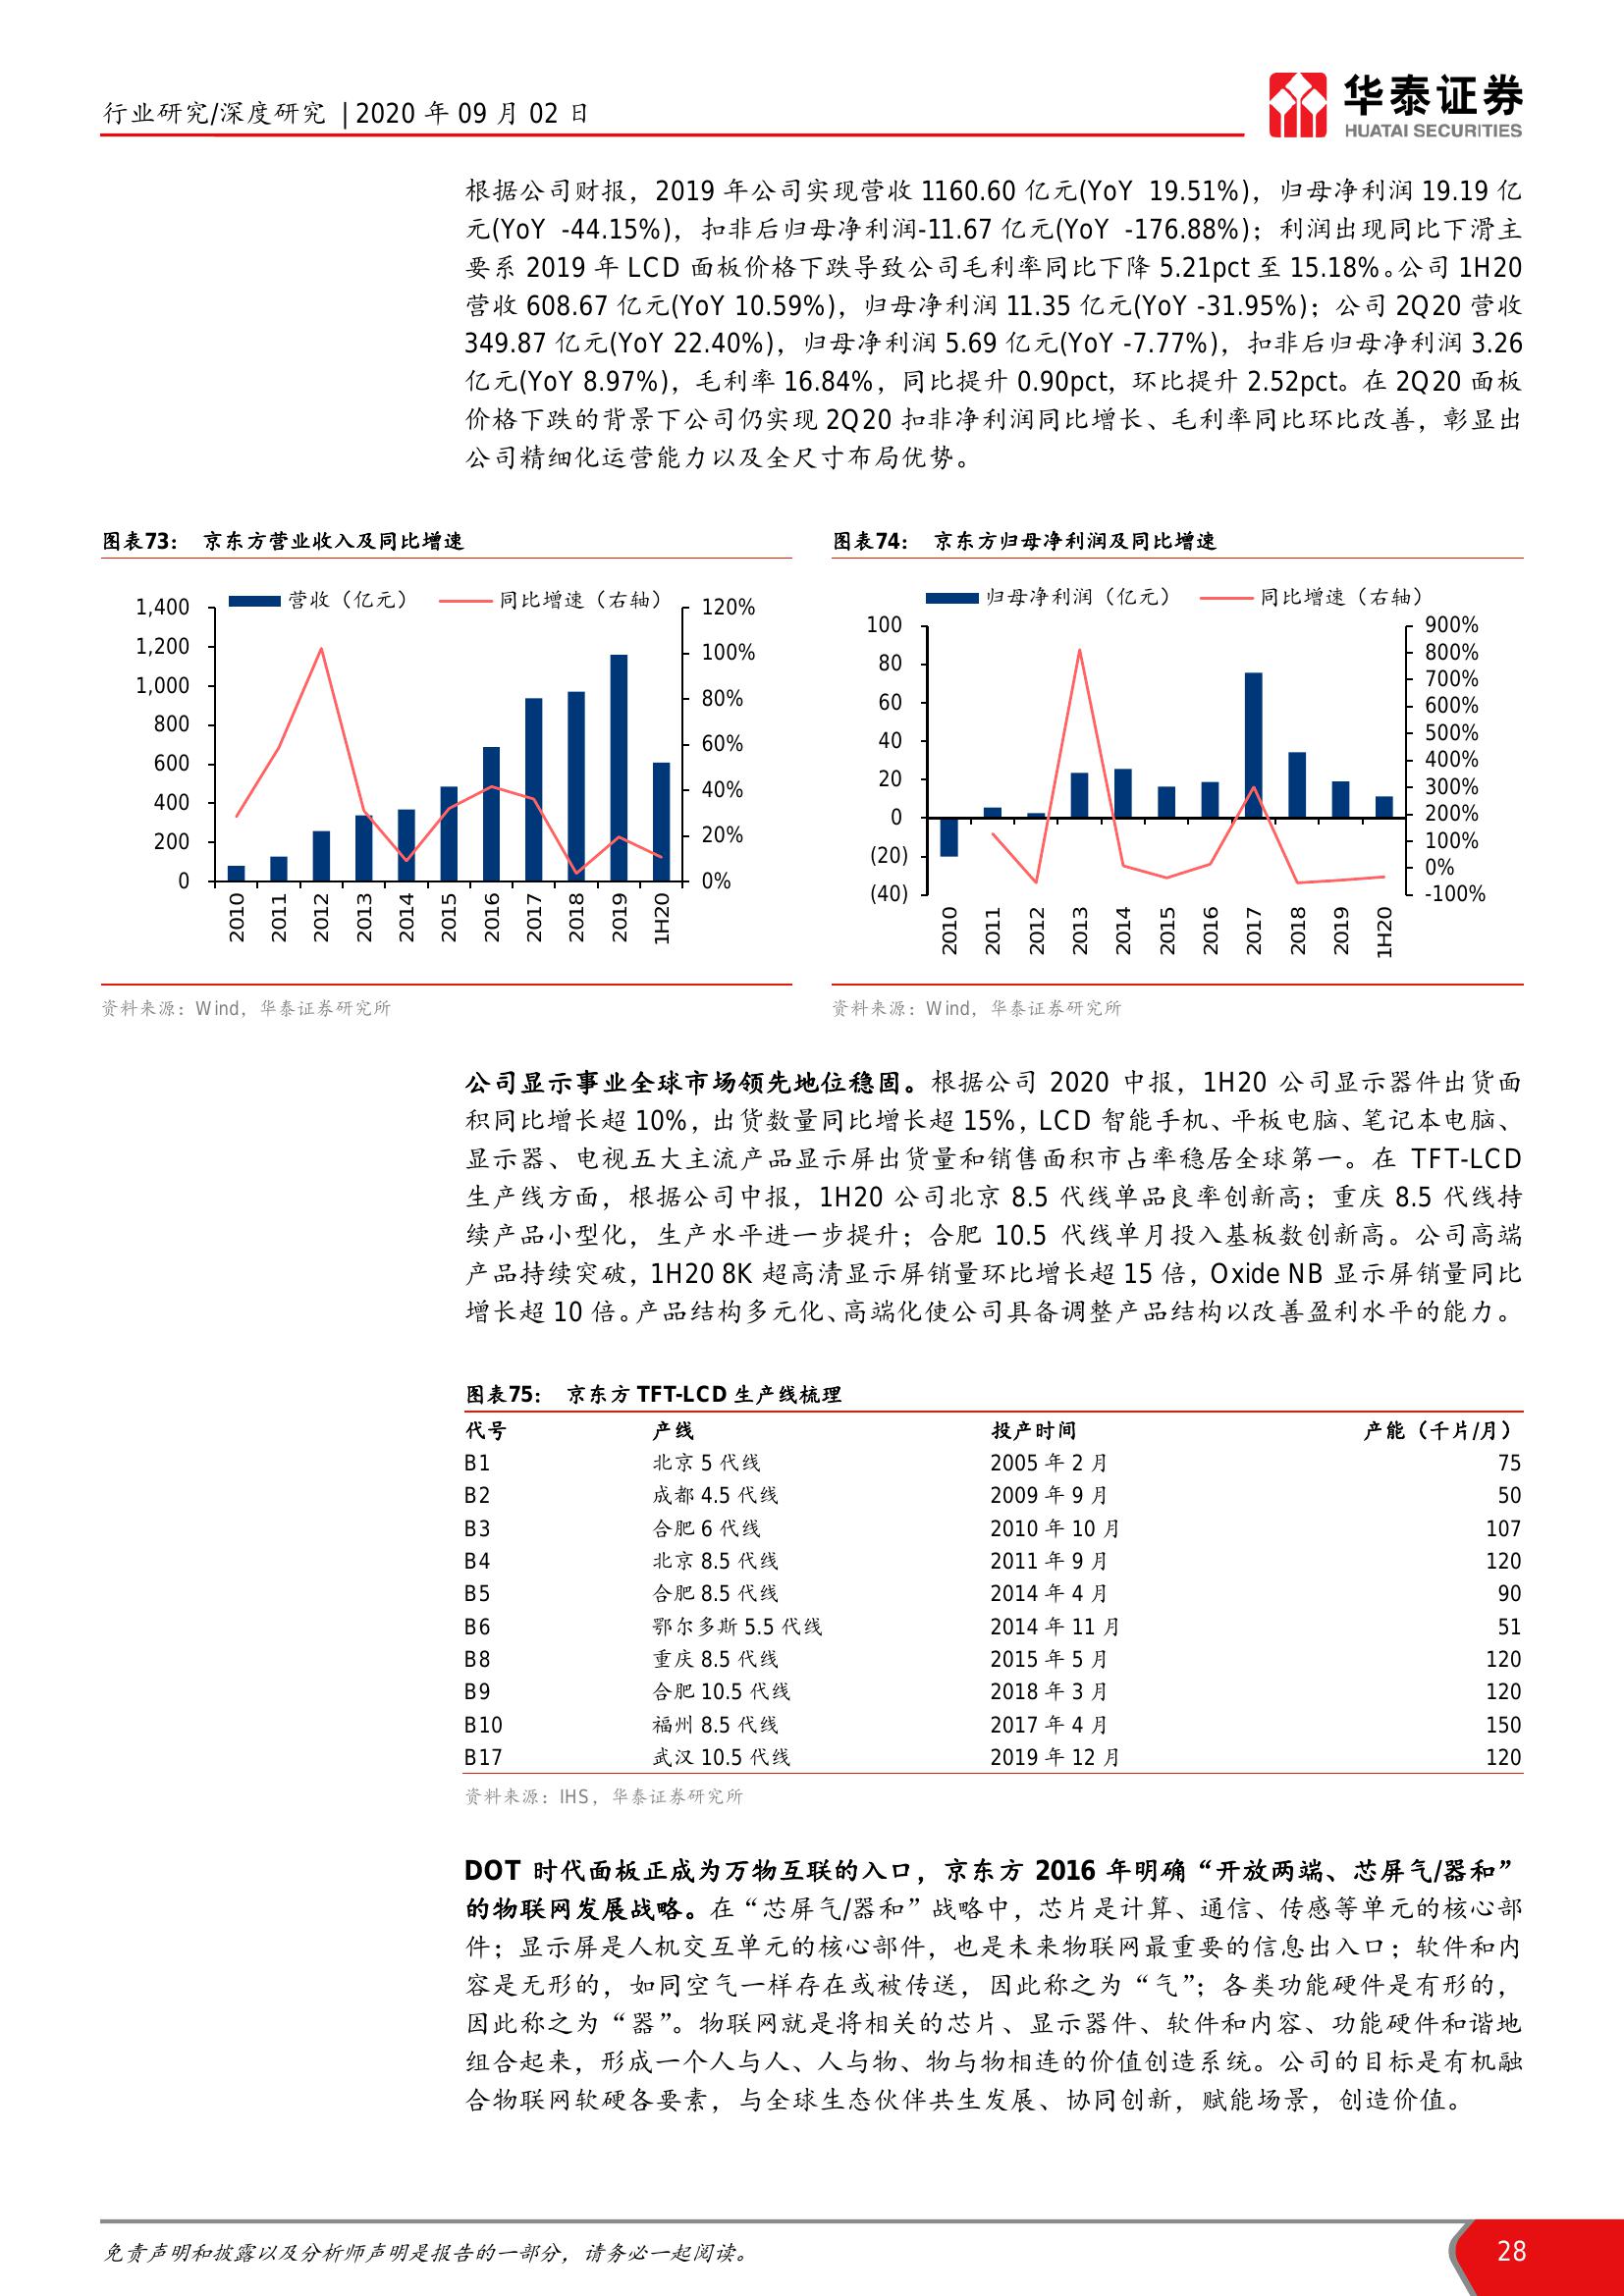 行业研究/深度研究 | 2020 年 09 月 02 日
华泰证券
HUATAI SECURITIES
根据公司财报，2019 年公司实现营收 1160.60 亿元(YoY 19.51%)，归母净利润 19.19 亿
元(YoY -44.15%)，扣非后归母净利润-11.67 亿元(YoY -176.88%)；利润出现同比下滑主
要系 2019 年 LCD 面板价格下跌导致公司毛利率同比下降 5.21pct 至 15.18%。公司 1H20
营收 608.67 亿元(YoY 10.59%)，归母净利润 11.35 亿元(YoY -31.95%)；公司 2Q20 营收
349.87 亿元(YoY 22.40%)，归母净利润 5.69 亿元(YoY -7.77%)，扣非后归母净利润 3.26
亿元(YoY 8.97%)，毛利率 16.84%，同比提升 0.90pct，环比提升 2.52pct。在 2Q20 面板
价格下跌的背景下公司仍实现 2Q20 扣非净利润同比增长、毛利率同比环比改善，彰显出
公司精细化运营能力以及全尺寸布局优势。
图表73： 京东方营业收入及同比增速
营收（亿元） 同比增速（右轴）
1,400
1,200
1,000
800
600
400
200
0
120%
100%
80%
60%
40%
20%
0%
2010 2011 2012 2013 2014 2015 2016 2017 2018 2019 1H20
资料来源：Wind，华泰证券研究所
图表74： 京东方归母净利润及同比增速
归母净利润（亿元） 同比增速（右轴）
100
80
60
40
20
0
(20)
(40)
900%
800%
700%
600%
500%
400%
300%
200%
100%
0%
-100%
2010 2011 2012 2013 2014 2015 2016 2017 2018 2019 1H20
资料来源：Wind，华泰证券研究所
公司显示事业全球市场领先地位稳固。根据公司 2020 中报，1H20 公司显示器件出货面
积同比增长超 10%，出货数量同比增长超 15%，LCD 智能手机、平板电脑、笔记本电脑、
显示器、电视五大主流产品显示屏出货量和销售面积市占率稳居全球第一。在 TFT-LCD
生产线方面，根据公司中报，1H20 公司北京 8.5 代线单品良率创新高；重庆 8.5 代线持
续产品小型化，生产水平进一步提升；合肥 10.5 代线单月投入基板数创新高。公司高端
产品持续突破，1H20 8K 超高清显示屏销量环比增长超 15 倍，Oxide NB 显示屏销量同比
增长超 10 倍。产品结构多元化、高端化使公司具备调整产品结构以改善盈利水平的能力。
图表75： 京东方 TFT-LCD 生产线梳理
代号 产线 投产时间 产能（千片/月）
B1 北京 5 代线 2005 年 2 月 75
B2 成都 4.5 代线 2009 年 9 月 50
B3 合肥 6 代线 2010 年 10 月 107
B4 北京 8.5 代线 2011 年 9 月 120
B5 合肥 8.5 代线 2014 年 4 月 90
B6 鄂尔多斯 5.5 代线 2014 年 11 月 51
B8 重庆 8.5 代线 2015 年 5 月 120
B9 合肥 10.5 代线 2018 年 3 月 120
B10 福州 8.5 代线 2017 年 4 月 150
B17 武汉 10.5 代线 2019 年 12 月 120
资料来源：IHS，华泰证券研究所
DOT 时代面板正成为万物互联的入口，京东方 2016 年明确“开放两端、芯屏气/器和”
的物联网发展战略。在“芯屏气/器和”战略中，芯片是计算、通信、传感等单元的核心部
件；显示屏是人机交互单元的核心部件，也是未来物联网最重要的信息出入口；软件和内
容是无形的，如同空气一样存在或被传送，因此称之为“气”；各类功能硬件是有形的，
因此称之为“器”。物联网就是将相关的芯片、显示器件、软件和内容、功能硬件和谐地
组合起来，形成一个人与人、人与物、物与物相连的价值创造系统。公司的目标是有机融
合物联网软硬各要素，与全球生态伙伴共生发展、协同创新，赋能场景，创造价值。
免责声明和披露以及分析师声明是报告的一部分，请务必一起阅读。
28